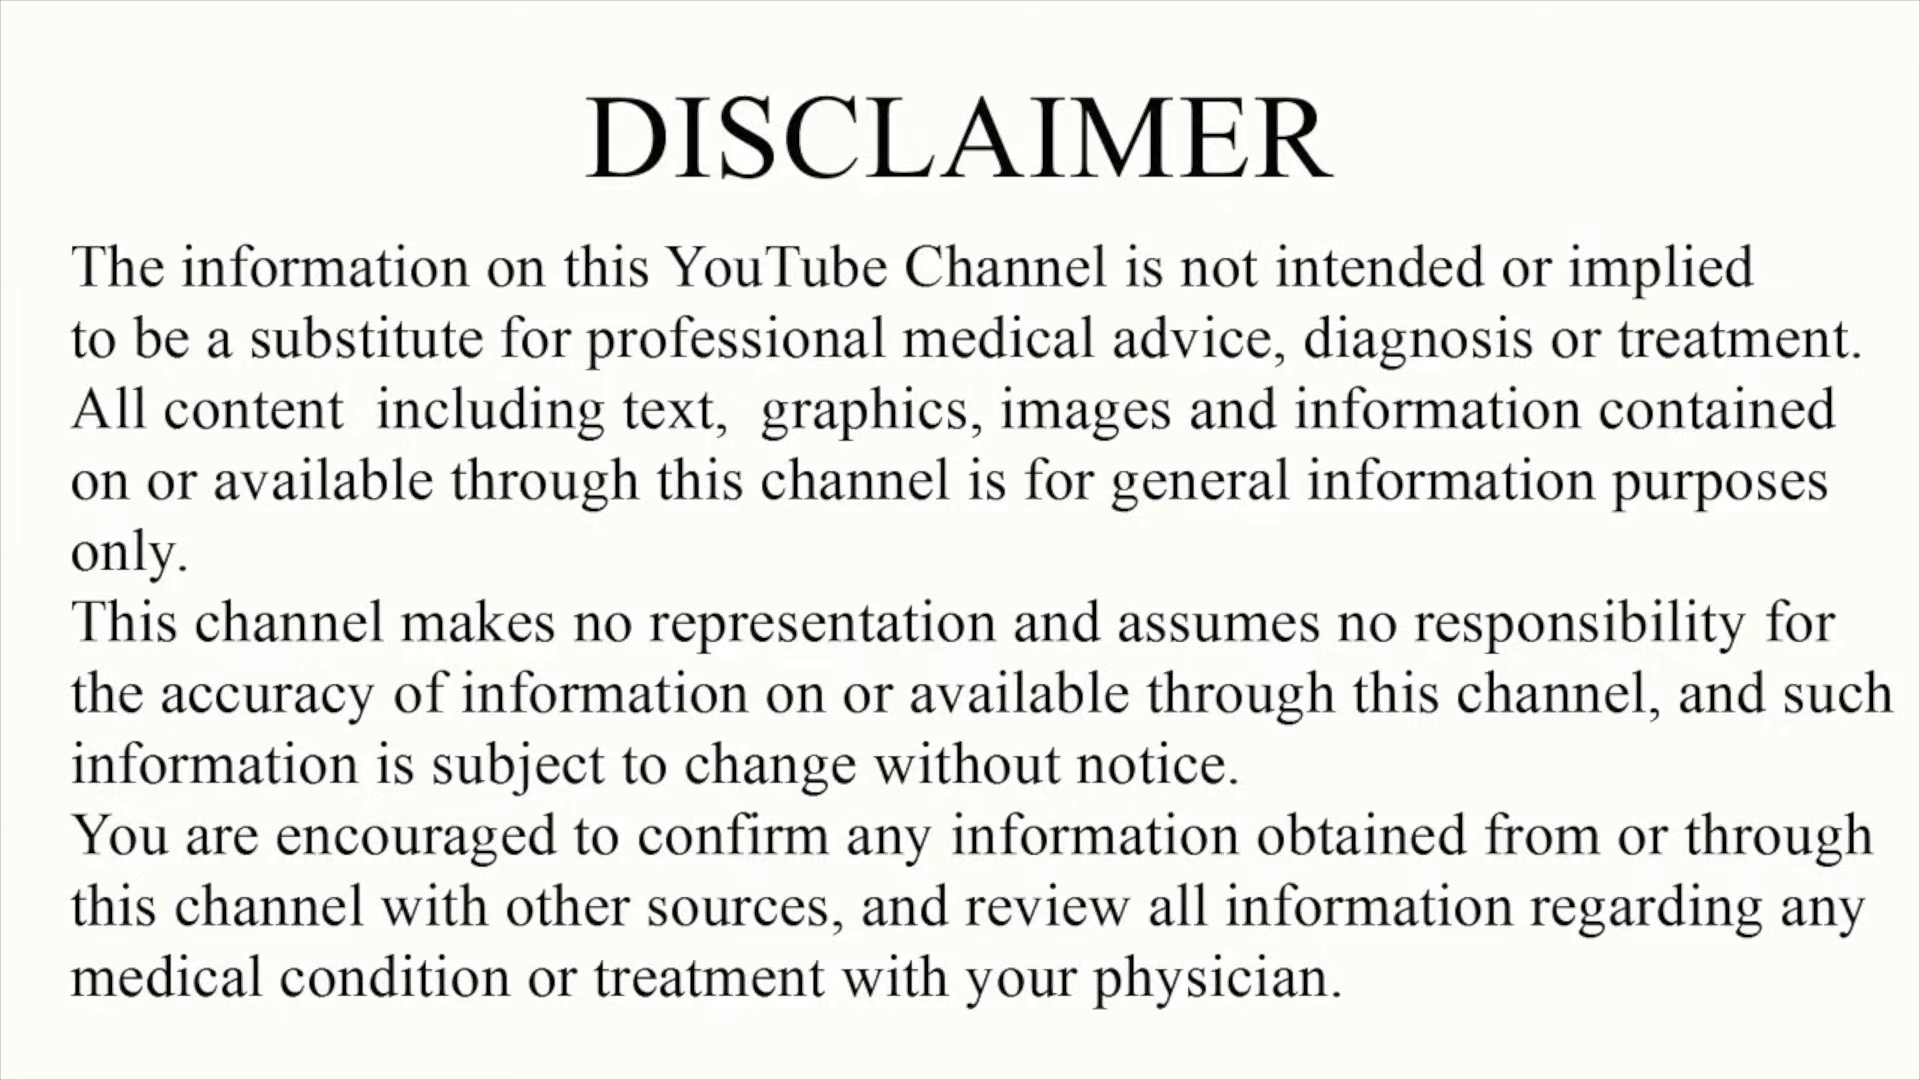 DISCLAIMER
The information on this YouTube Channel is not intended or implied
to be a substitute for professional medical advice, diagnosis or treatment.
All content  including text,  graphics, images and information contained
on or available through this channel is for general information purposes
only.
This channel makes no representation and assumes no responsibility for
the accuracy of information on or available through this channel, and such
information is subject to change without notice.
You are encouraged to confirm any information obtained from or through
this channel with other sources, and review all information regarding any
medical condition or treatment with your physician.